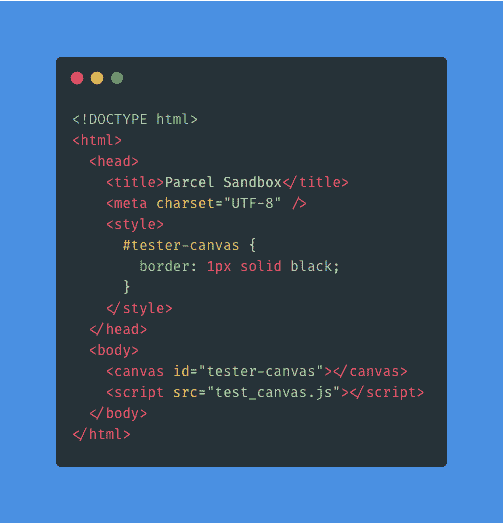 <!DOCTYPE html>
<html>
  <head>
    <title>Parcel Sandbox</title>
    <meta charset="UTF-8" />
    <style>
      #tester-canvas {
        border: 1px solid black;
      }
    </style>
  </head>
  <body>
    <canvas id="tester-canvas"></canvas>
    <script src="test_canvas.js"></script>
  </body>
</html>